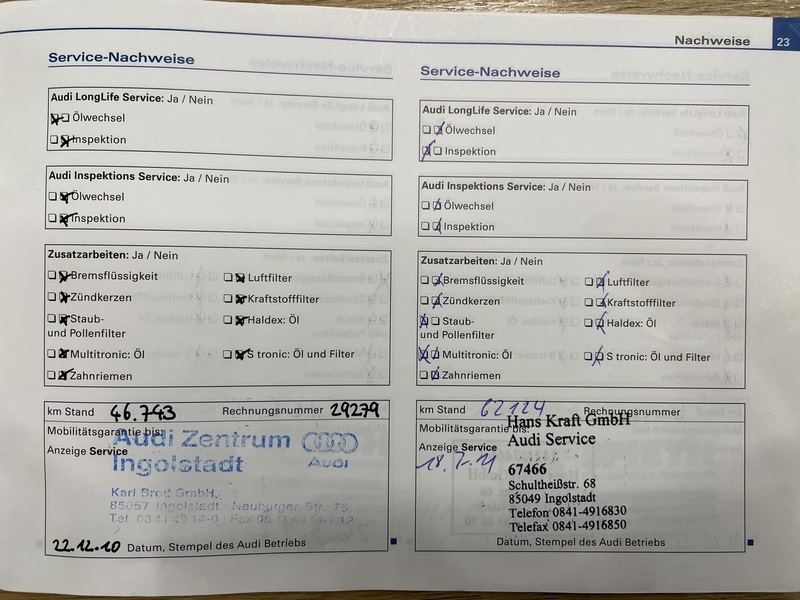 Nachweise 23
Service-Nachweise
Audi LongLife Service: Ja / Nein
Ölwechsel
Inspektion
Audi Inspektions Service: Ja / Nein
Ölwechsel
Inspektion
Zusatzarbeiten: Ja / Nein
Bremsflüssigkeit Luftfilter
Zündkerzen Kraftstofffilter
Staub- Haldex: Öl
und Pollenfilter
Multitronic: Öl S tronic: Öl und Filter
Zahnriemen
km Stand 46.743 Rechnungsnummer 29279
Mobilitätsgarantie bis:
Anzeige Service
Audi Zentrum
Ingolstadt
Audi
Karl Brod GmbH
85057 Ingolstadt · Neuburger Str. 75
22.12.10 Datum, Stempel des Audi Betriebs
Service-Nachweise
Audi LongLife Service: Ja / Nein
Ölwechsel
Inspektion
Audi Inspektions Service: Ja / Nein
Ölwechsel
Inspektion
Zusatzarbeiten: Ja / Nein
Bremsflüssigkeit Luftfilter
Zündkerzen Kraftstofffilter
Staub- Haldex: Öl
und Pollenfilter
Multitronic: Öl S tronic: Öl und Filter
Zahnriemen
km Stand 62124 Rechnungsnummer
Mobilitätsgarantie bis:
Anzeige Service
Hans Kraft GmbH
Audi Service
67466
Schultheißstr. 68
85049 Ingolstadt
Telefon 0841-4916830
Telefax 0841-4916850
Datum, Stempel des Audi Betriebs